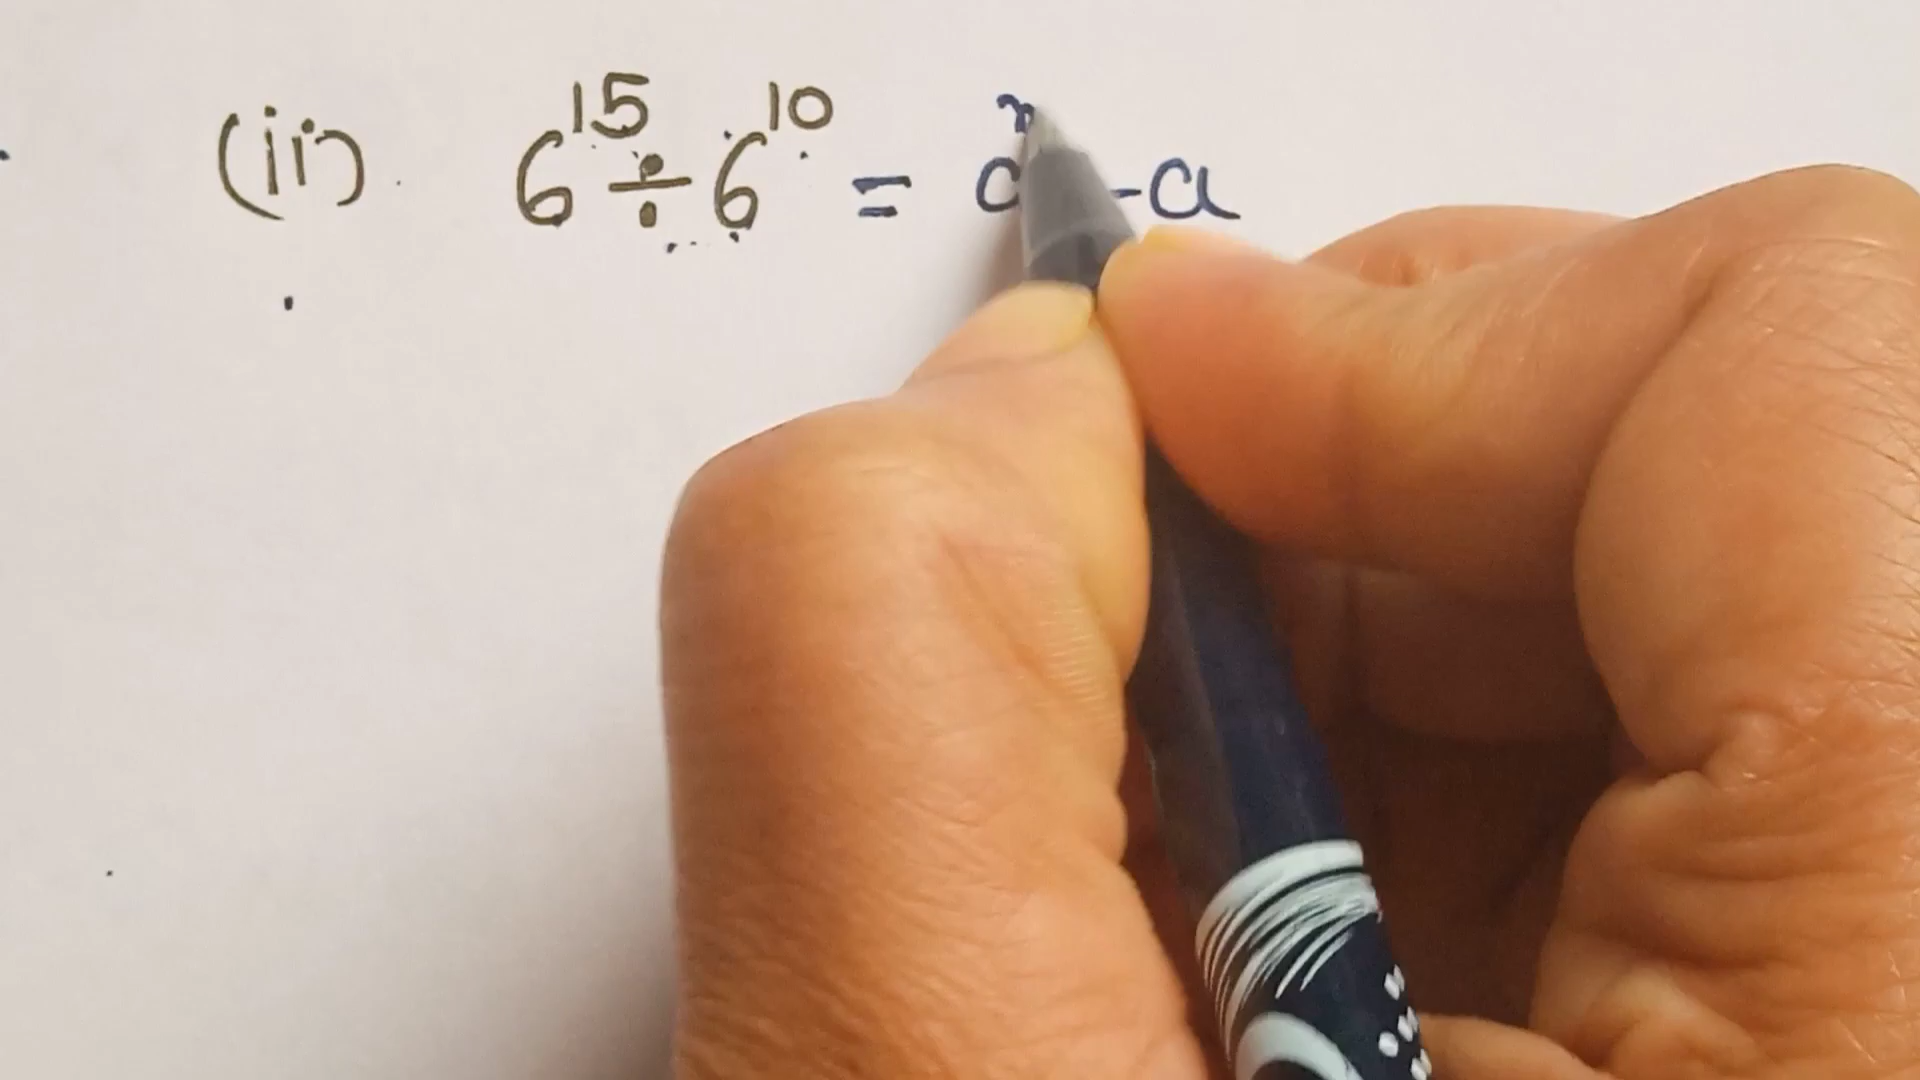 (ii). 6¹⁵ ÷ 6¹⁰ = a - a